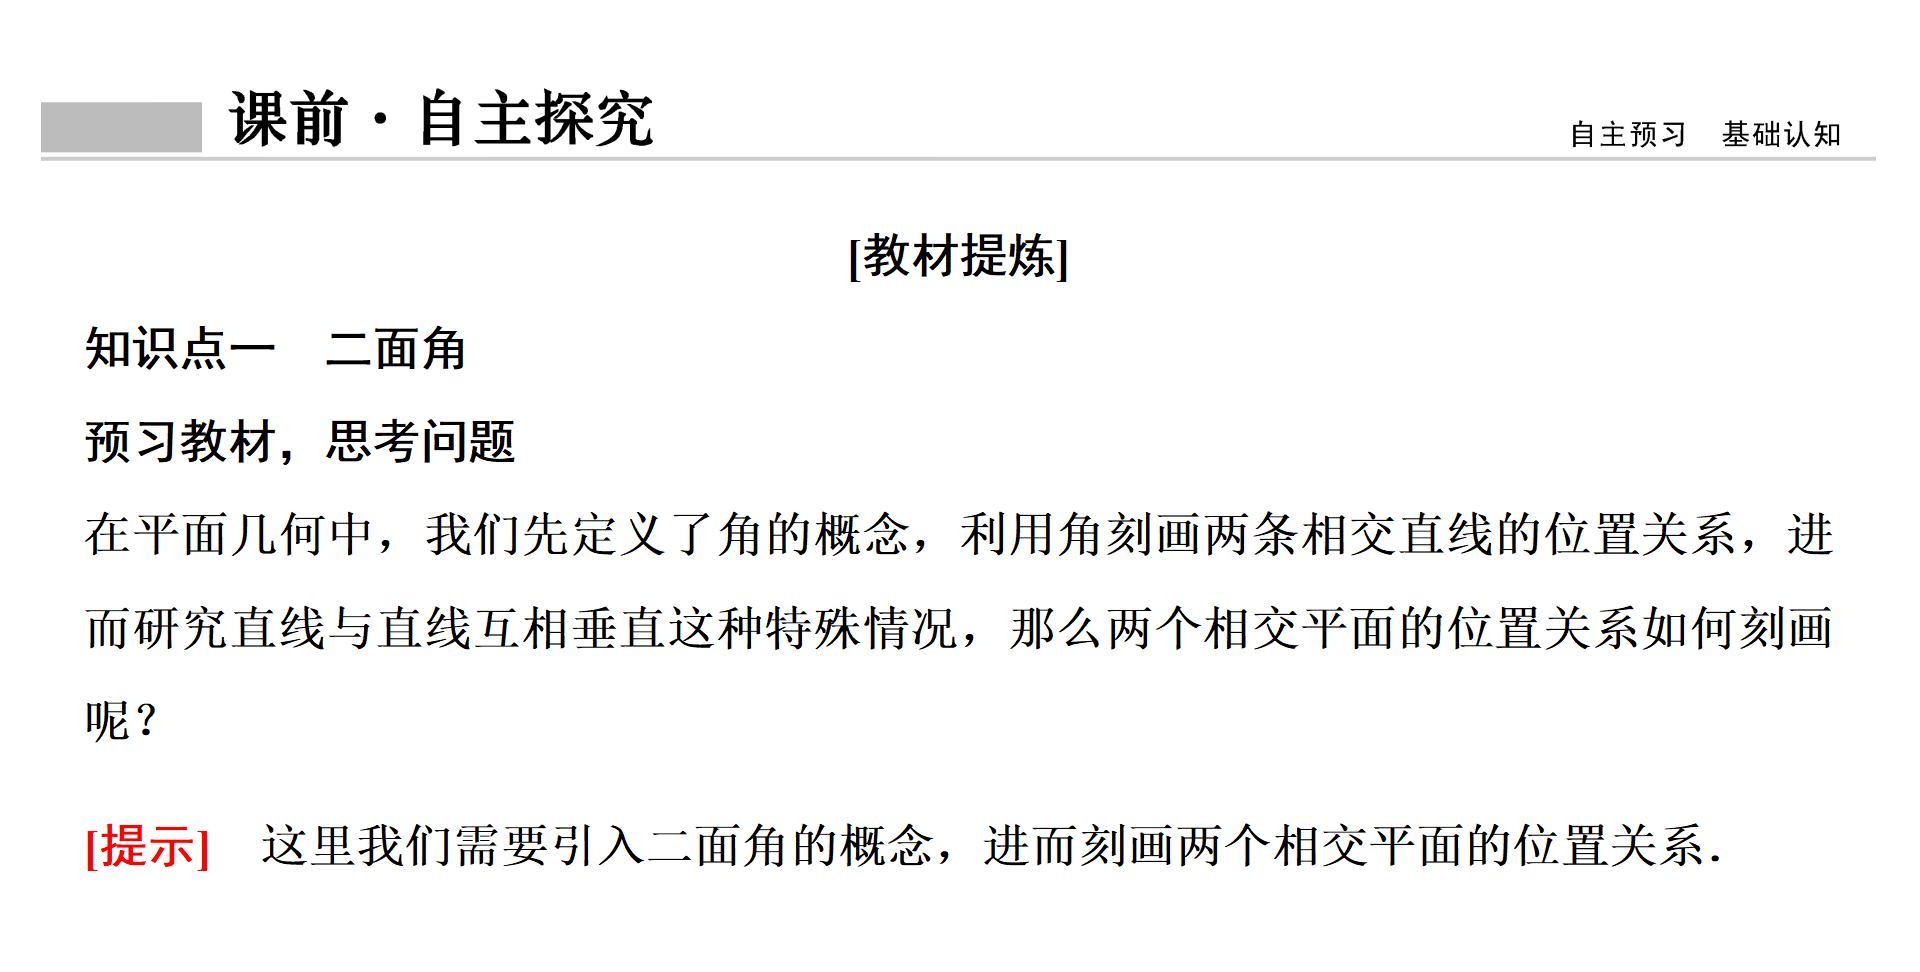 课前·自主探究
自主预习 基础认知
[教材提炼]
知识点一 二面角
预习教材，思考问题
在平面几何中，我们先定义了角的概念，利用角刻画两条相交直线的位置关系，进
而研究直线与直线互相垂直这种特殊情况，那么两个相交平面的位置关系如何刻画
呢？
[提示] 这里我们需要引入二面角的概念，进而刻画两个相交平面的位置关系．